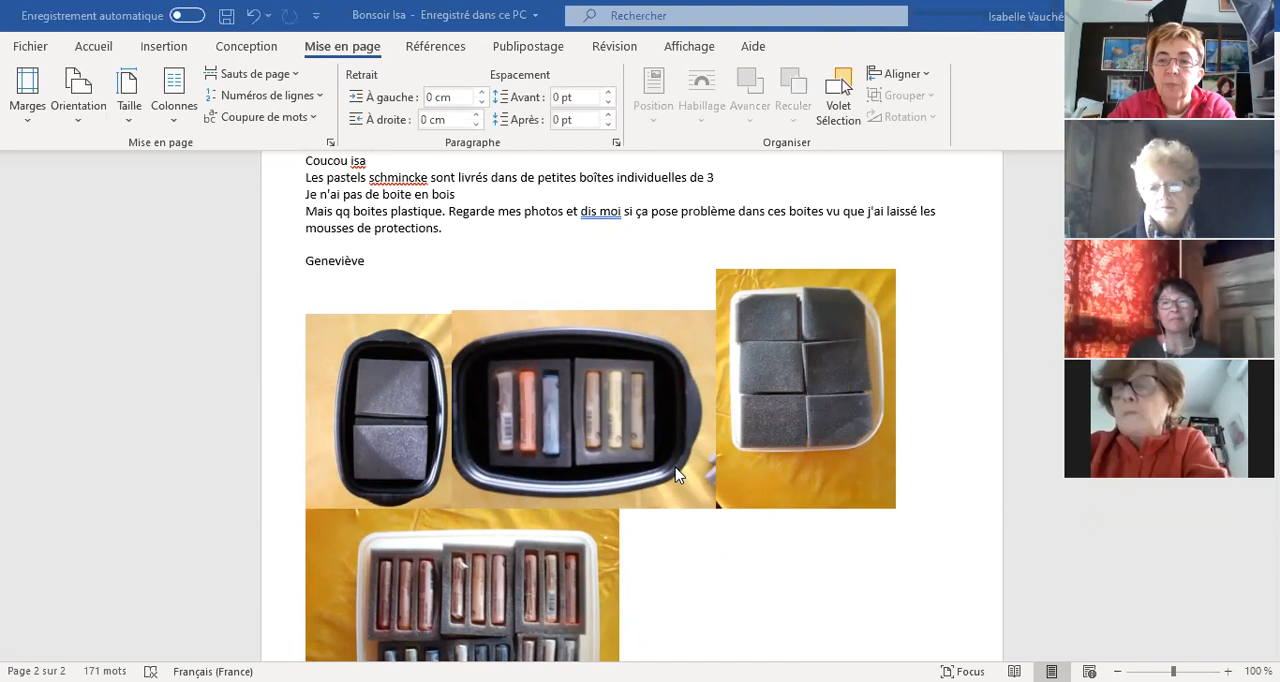 Enregistrement automatique
Bonsoir Isa - Enregistré dans ce PC
Rechercher
Isabelle Vauché
Fichier Accueil Insertion Conception Mise en page Références Publipostage Révision Affichage Aide
Marges Orientation Taille Colonnes
Sauts de page
Numéros de lignes
Coupure de mots
Mise en page
Retrait Espacement
À gauche : 0 cm Avant : 0 pt
À droite : 0 cm Après : 0 pt
Paragraphe
Position Habillage Avancer Reculer Volet Sélection
Aligner
Grouper
Rotation
Organiser
Coucou isa
Les pastels schmincke sont livrés dans de petites boîtes individuelles de 3
Je n'ai pas de boite en bois
Mais qq boites plastique. Regarde mes photos et dis moi si ça pose problème dans ces boites vu que j'ai laissé les
mousses de protections.
Geneviève
Page 2 sur 2 171 mots Français (France) Focus 100 %